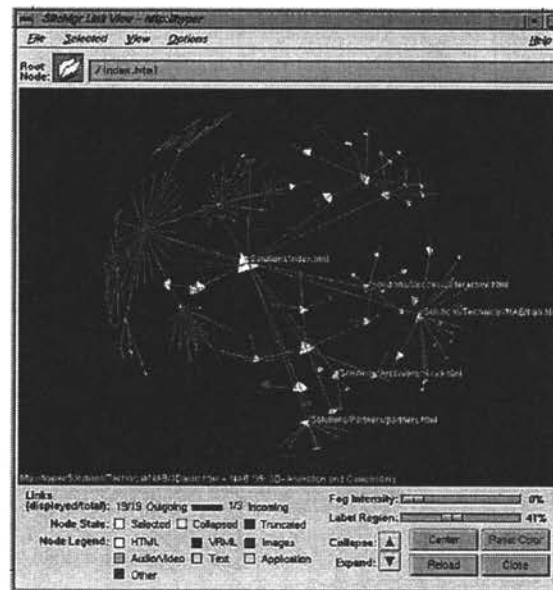 SiteMgr Link View - http://hyper
File Selected View Options Help
Root
Node: /index.html
Solutions/index.html
Solutions/Partners/partners.html
Links
(displayed/total): 19/19 Outgoing 1/3 Incoming
Node State: Selected Collapsed Truncated
Node Legend: HTML VRML Images
Audio/Video Text Application
Other
Fog Intensity: 0%
Label Region: 41%
Collapse: Center Reset Color
Expand: Reload Close